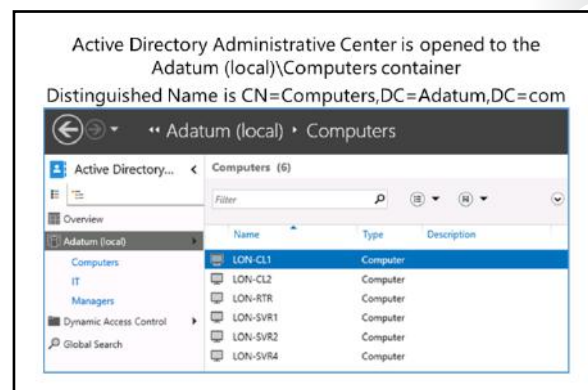 Active Directory Administrative Center is opened to the
Adatum (local)\Computers container
Distinguished Name is CN=Computers,DC=Adatum,DC=com
Adatum (local) Computers
Active Directory...
Computers (6)
Filter
Overview
Name Type Description
Adatum (local)
Computers
IT
Managers
Dynamic Access Control
Global Search
LON-CL1 Computer
LON-CL2 Computer
LON-RTR Computer
LON-SVR1 Computer
LON-SVR2 Computer
LON-SVR4 Computer